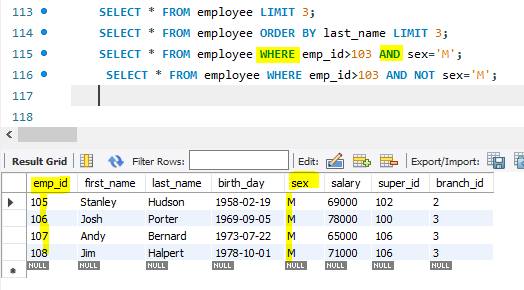 113 SELECT * FROM employee LIMIT 3;
114 SELECT * FROM employee ORDER BY last_name LIMIT 3;
115 SELECT * FROM employee WHERE emp_id>103 AND sex='M';
116 SELECT * FROM employee WHERE emp_id>103 AND NOT sex='M';
117
118
Result Grid Filter Rows: Edit: Export/Import:
emp_id first_name last_name birth_day sex salary super_id branch_id
105 Stanley Hudson 1958-02-19 M 69000 102 2
106 Josh Porter 1969-09-05 M 78000 100 3
107 Andy Bernard 1973-07-22 M 65000 106 3
108 Jim Halpert 1978-10-01 M 71000 106 3
NULL NULL NULL NULL NULL NULL NULL NULL